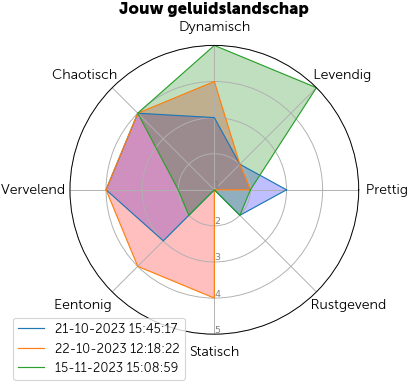 Jouw geluidslandschap
Dynamisch
Chaotisch
Levendig
Vervelend
Prettig
2
3
4
5
Eentonig
Rustgevend
Statisch
21-10-2023 15:45:17
22-10-2023 12:18:22
15-11-2023 15:08:59